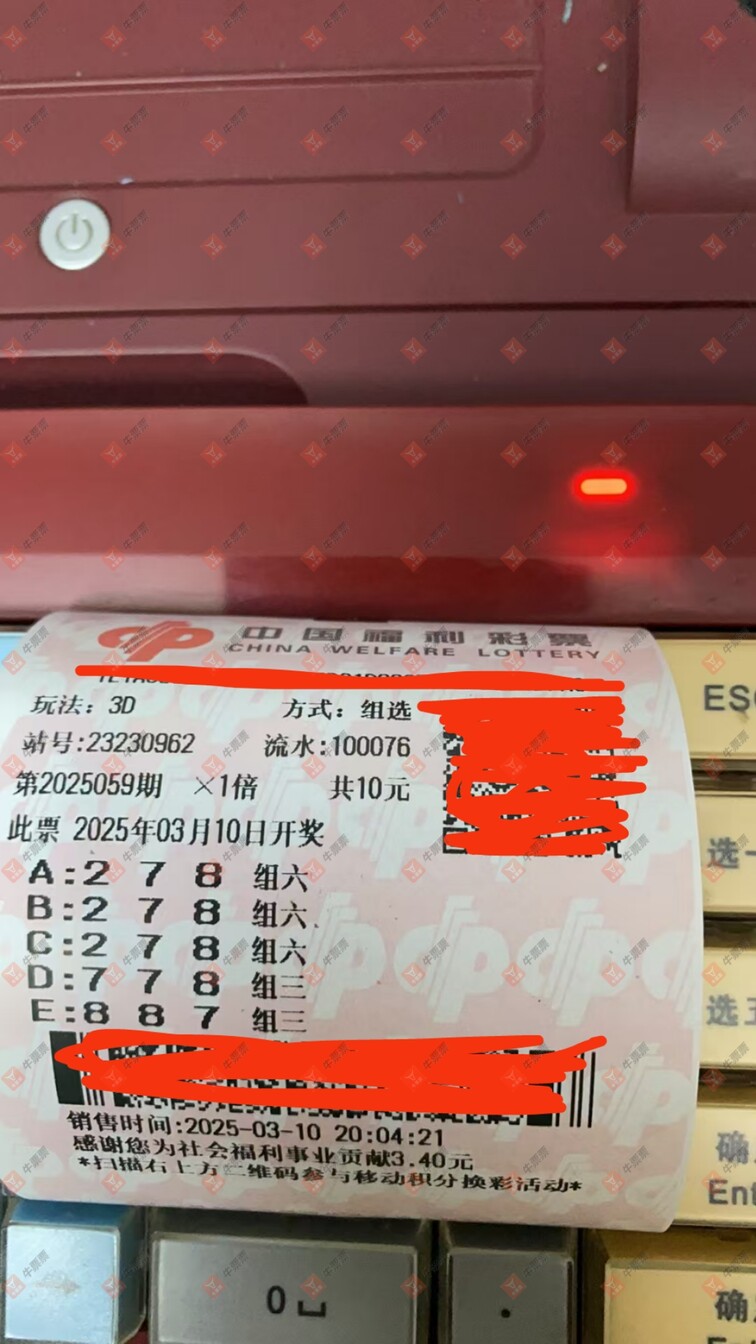 中国福利彩票
CHINA WELFARE LOTTERY
玩法：3D 方式：组选
站号:23230962 流水:100076
第2025059期 ×1倍 共10元
此票 2025年03月10日开奖
A:2 7 8 组六
B:2 7 8 组六
C:2 7 8 组六
D:7 7 8 组三
E:8 8 7 组三
销售时间:2025-03-10 20:04:21
感谢您为社会福利事业贡献3.40元
*扫描右上方二维码参与移动积分换彩活动*
选
选
确
0
.
确
牛票票